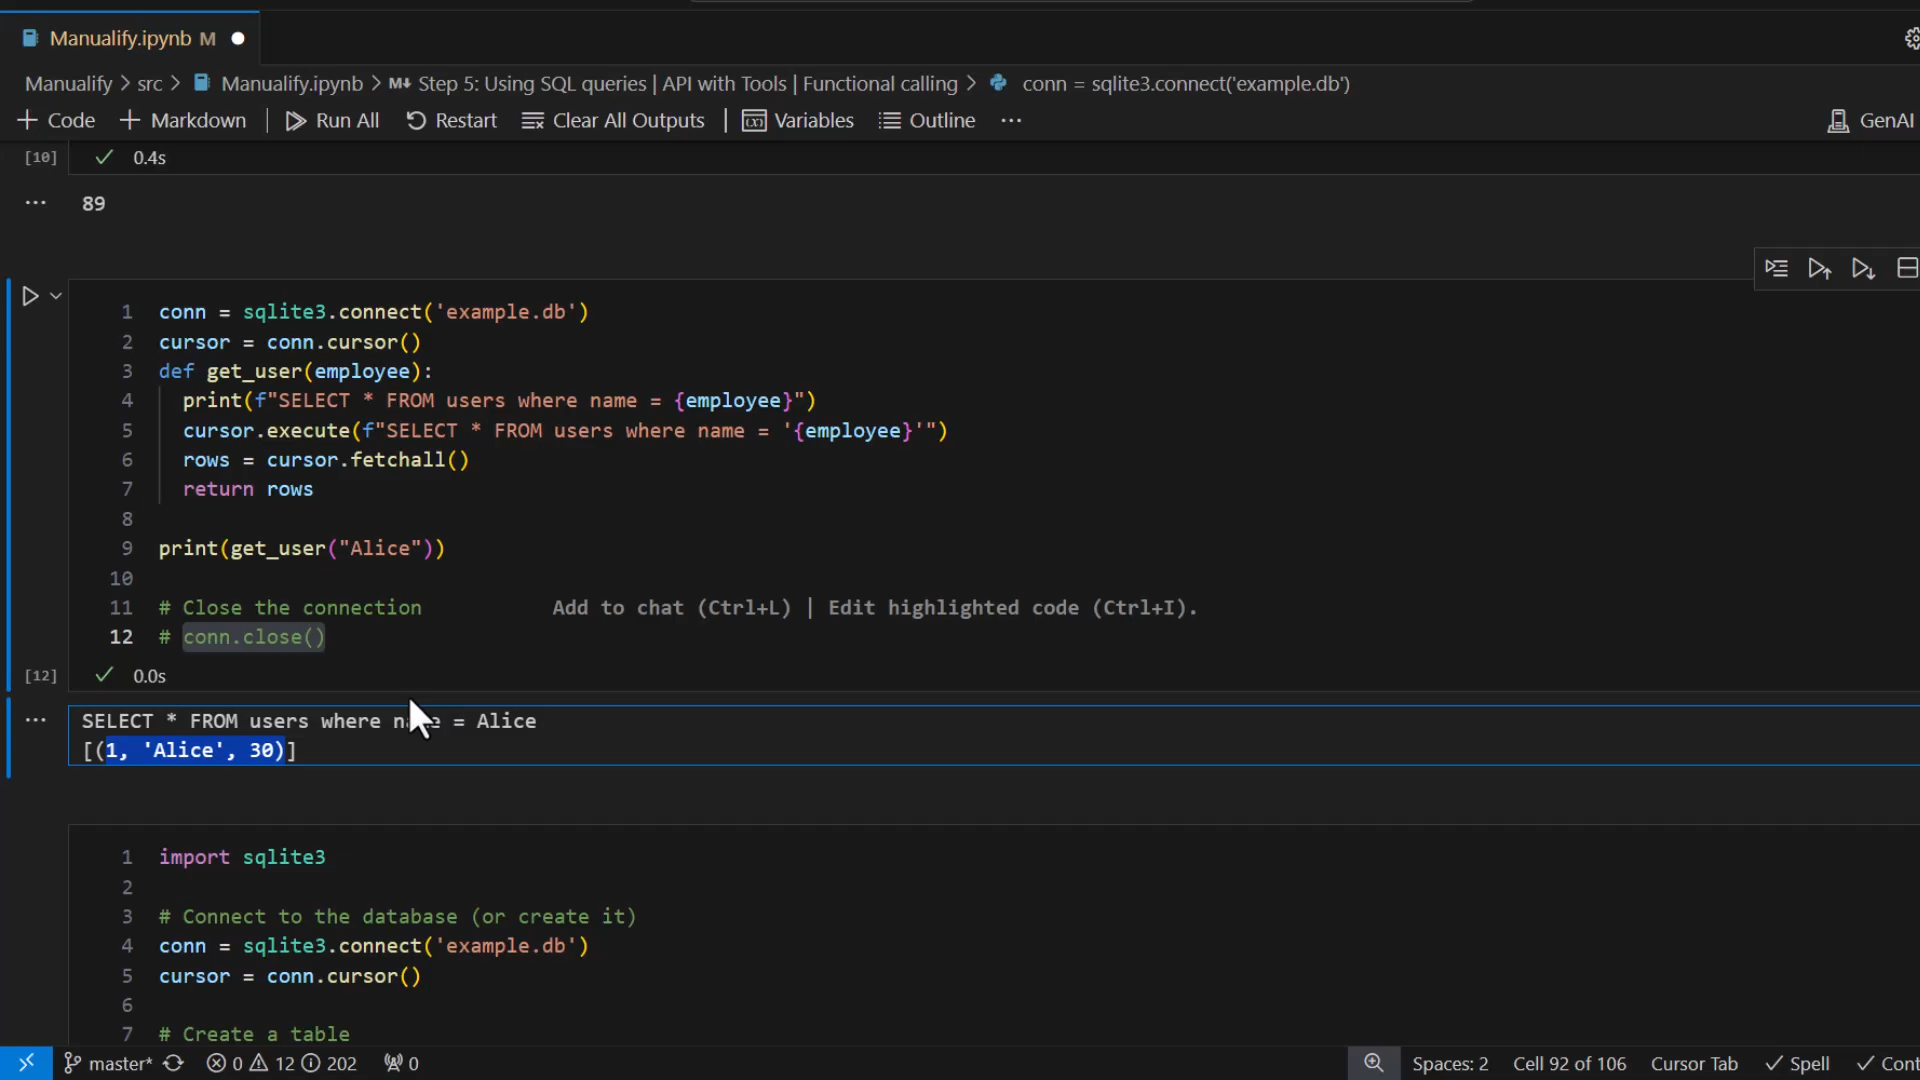 Manualify.ipynb M
Manualify > src > Manualify.ipynb > M↓ Step 5: Using SQL queries | API with Tools | Functional calling > conn = sqlite3.connect('example.db')
+ Code + Markdown | Run All Restart Clear All Outputs | Variables Outline ··· GenAI
[10] ✓ 0.4s
··· 89
1 conn = sqlite3.connect('example.db')
2 cursor = conn.cursor()
3 def get_user(employee):
4 print(f"SELECT * FROM users where name = {employee}")
5 cursor.execute(f"SELECT * FROM users where name = '{employee}'")
6 rows = cursor.fetchall()
7 return rows
8
9 print(get_user("Alice"))
10
11 # Close the connection Add to chat (Ctrl+L) | Edit highlighted code (Ctrl+I).
12 # conn.close()
[12] ✓ 0.0s
··· SELECT * FROM users where name = Alice
[(1, 'Alice', 30)]
1 import sqlite3
2
3 # Connect to the database (or create it)
4 conn = sqlite3.connect('example.db')
5 cursor = conn.cursor()
6
7 # Create a table
master* 0 12 202 0 Spaces: 2 Cell 92 of 106 Cursor Tab ✓ Spell ✓ Cont